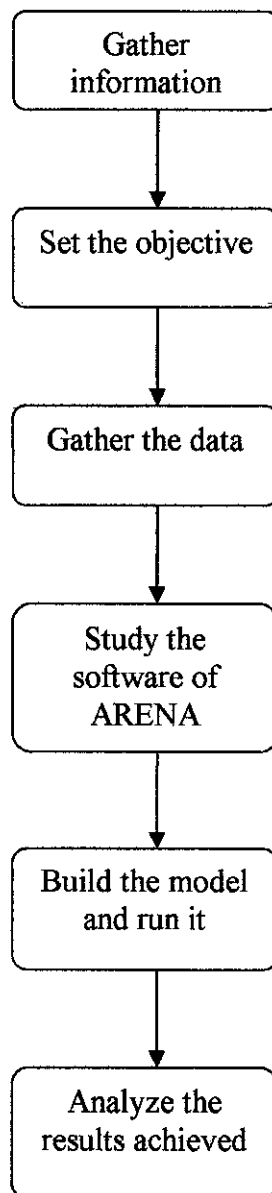 Gather
information
Set the objective
Gather the data
Study the
software of
ARENA
Build the model
and run it
Analyze the
results achieved